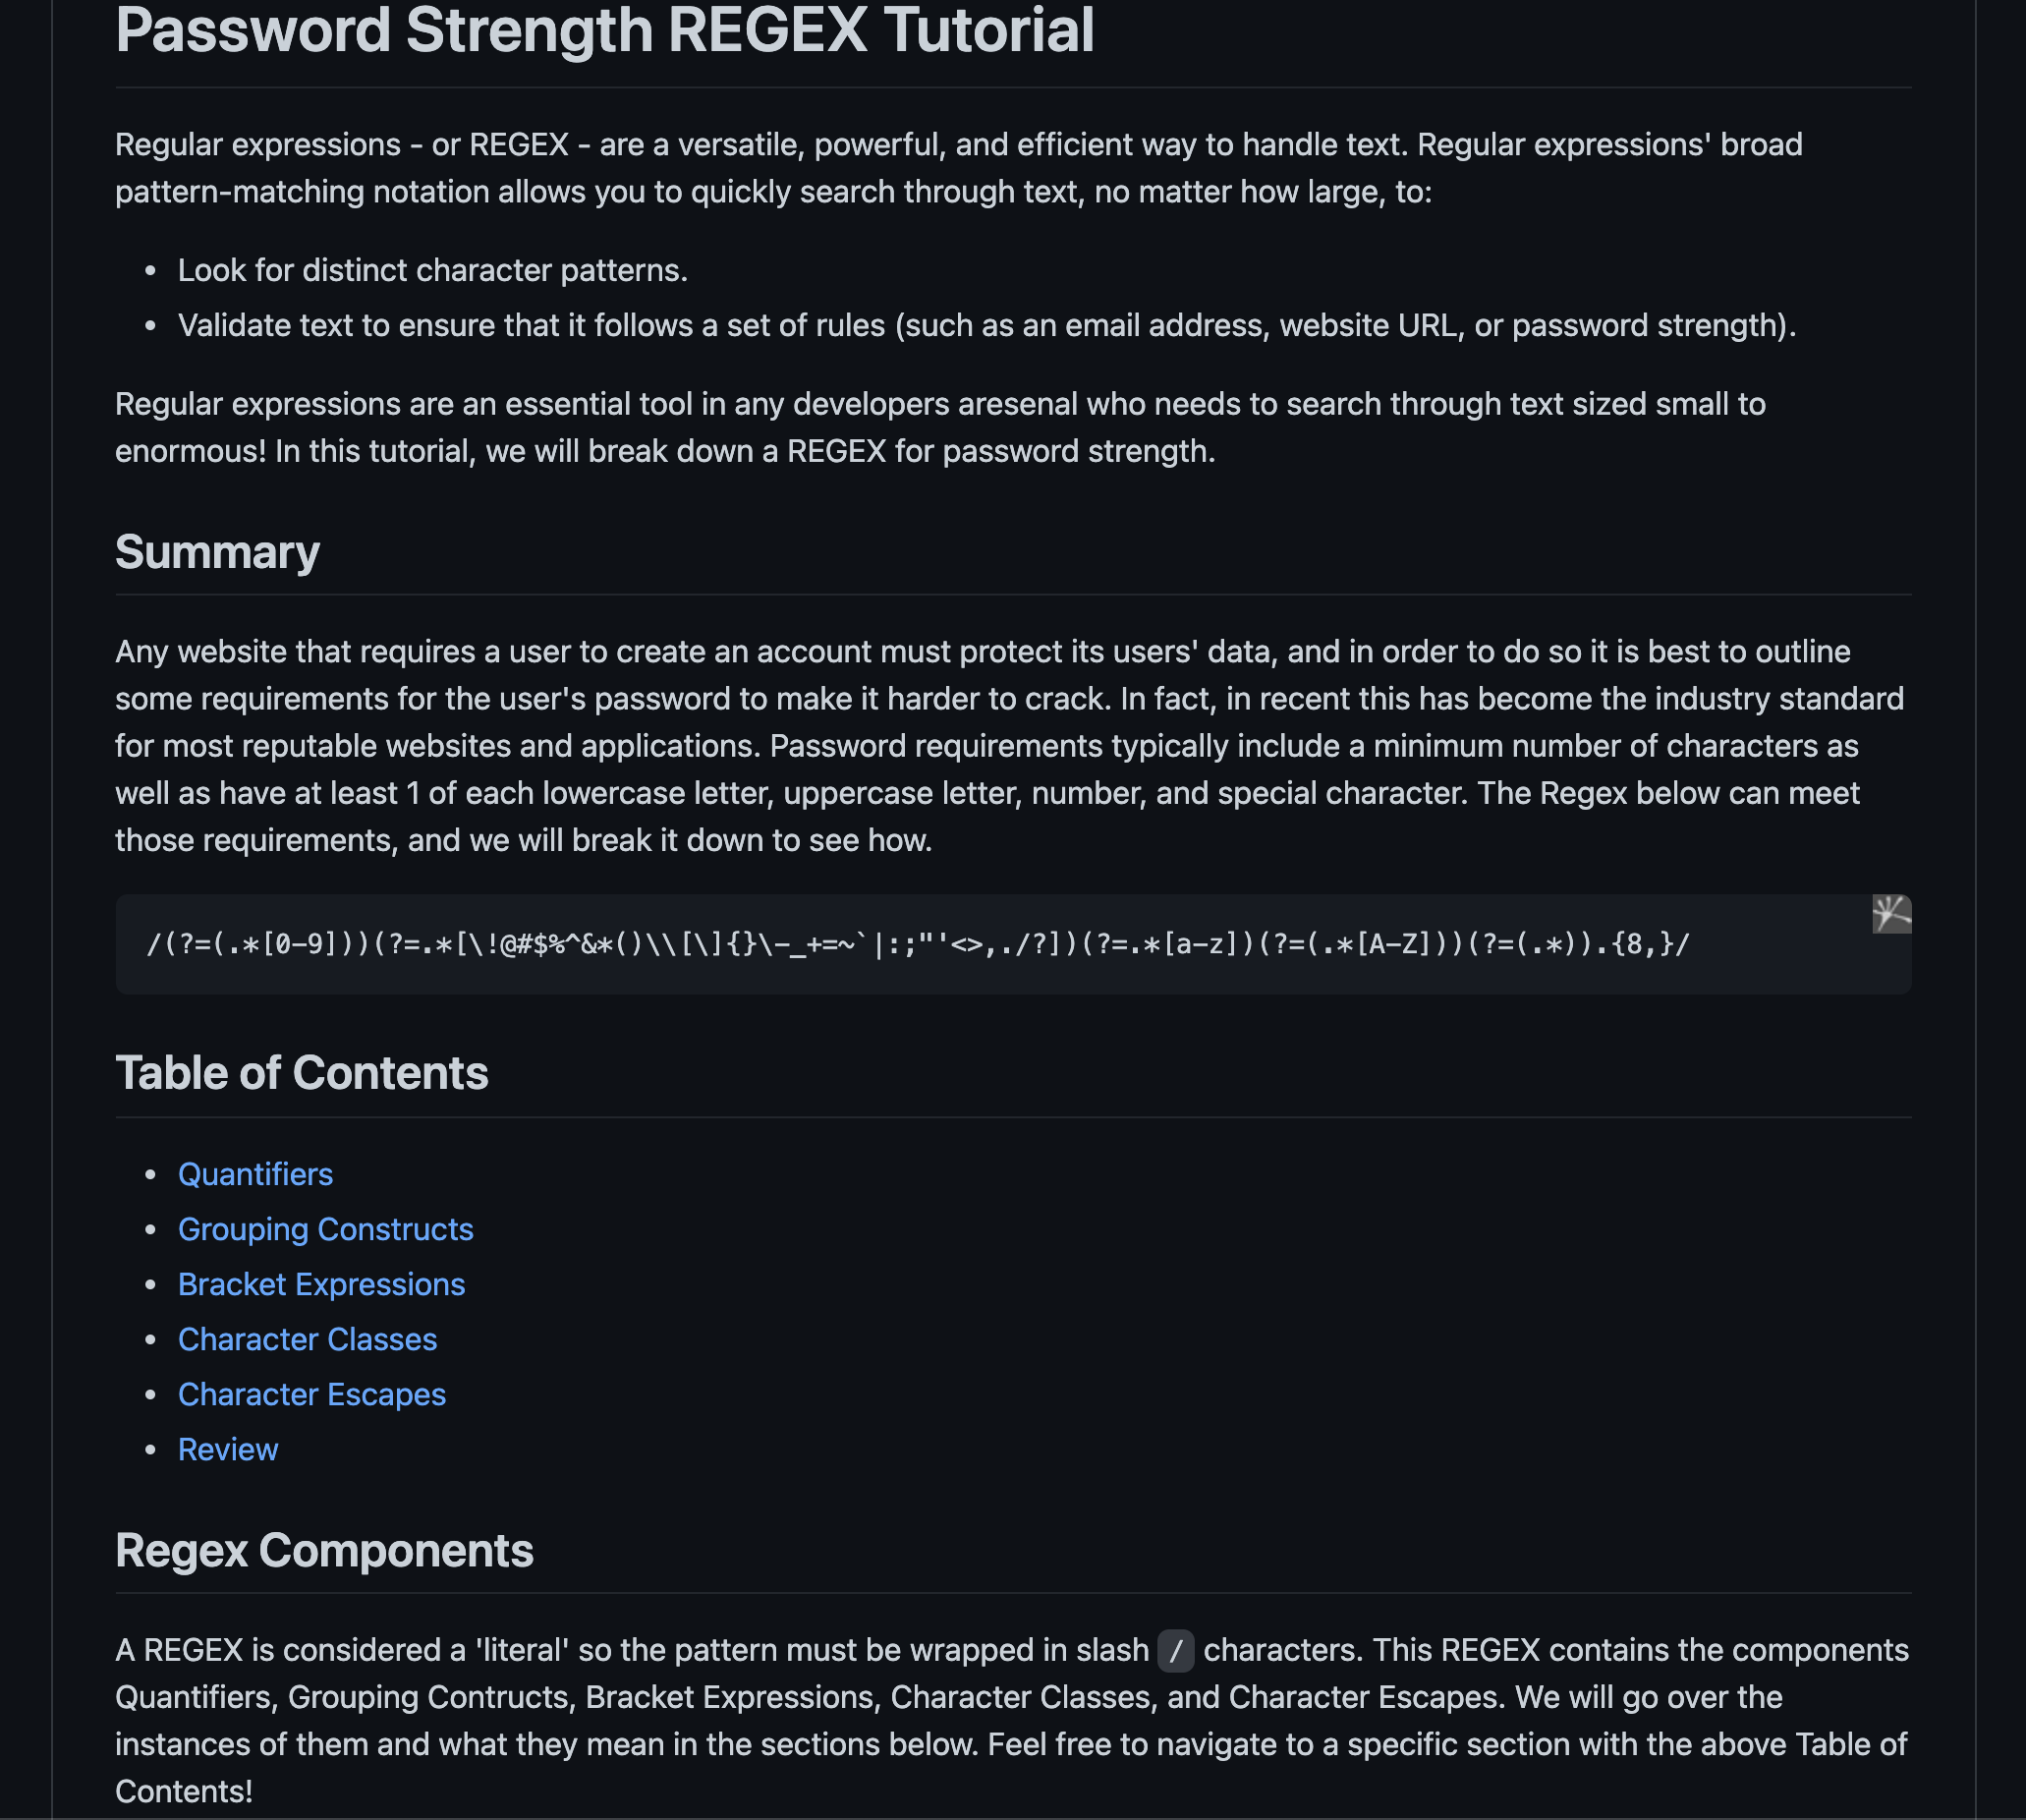 Password Strength REGEX Tutorial
Regular expressions - or REGEX - are a versatile, powerful, and efficient way to handle text. Regular expressions' broad
pattern-matching notation allows you to quickly search through text, no matter how large, to:
• Look for distinct character patterns.
• Validate text to ensure that it follows a set of rules (such as an email address, website URL, or password strength).
Regular expressions are an essential tool in any developers aresenal who needs to search through text sized small to
enormous! In this tutorial, we will break down a REGEX for password strength.
Summary
Any website that requires a user to create an account must protect its users' data, and in order to do so it is best to outline
some requirements for the user's password to make it harder to crack. In fact, in recent this has become the industry standard
for most reputable websites and applications. Password requirements typically include a minimum number of characters as
well as have at least 1 of each lowercase letter, uppercase letter, number, and special character. The Regex below can meet
those requirements, and we will break it down to see how.
/(?=(.*[0-9]))(?=.*[\!@#$%^&*()\\[\]{}\-_+=~`|:;"'<>,./?])(?=.*[a-z])(?=(.*[A-Z]))(?=(.*)).{8,}/
Table of Contents
• Quantifiers
• Grouping Constructs
• Bracket Expressions
• Character Classes
• Character Escapes
• Review
Regex Components
A REGEX is considered a 'literal' so the pattern must be wrapped in slash / characters. This REGEX contains the components
Quantifiers, Grouping Contructs, Bracket Expressions, Character Classes, and Character Escapes. We will go over the
instances of them and what they mean in the sections below. Feel free to navigate to a specific section with the above Table of
Contents!